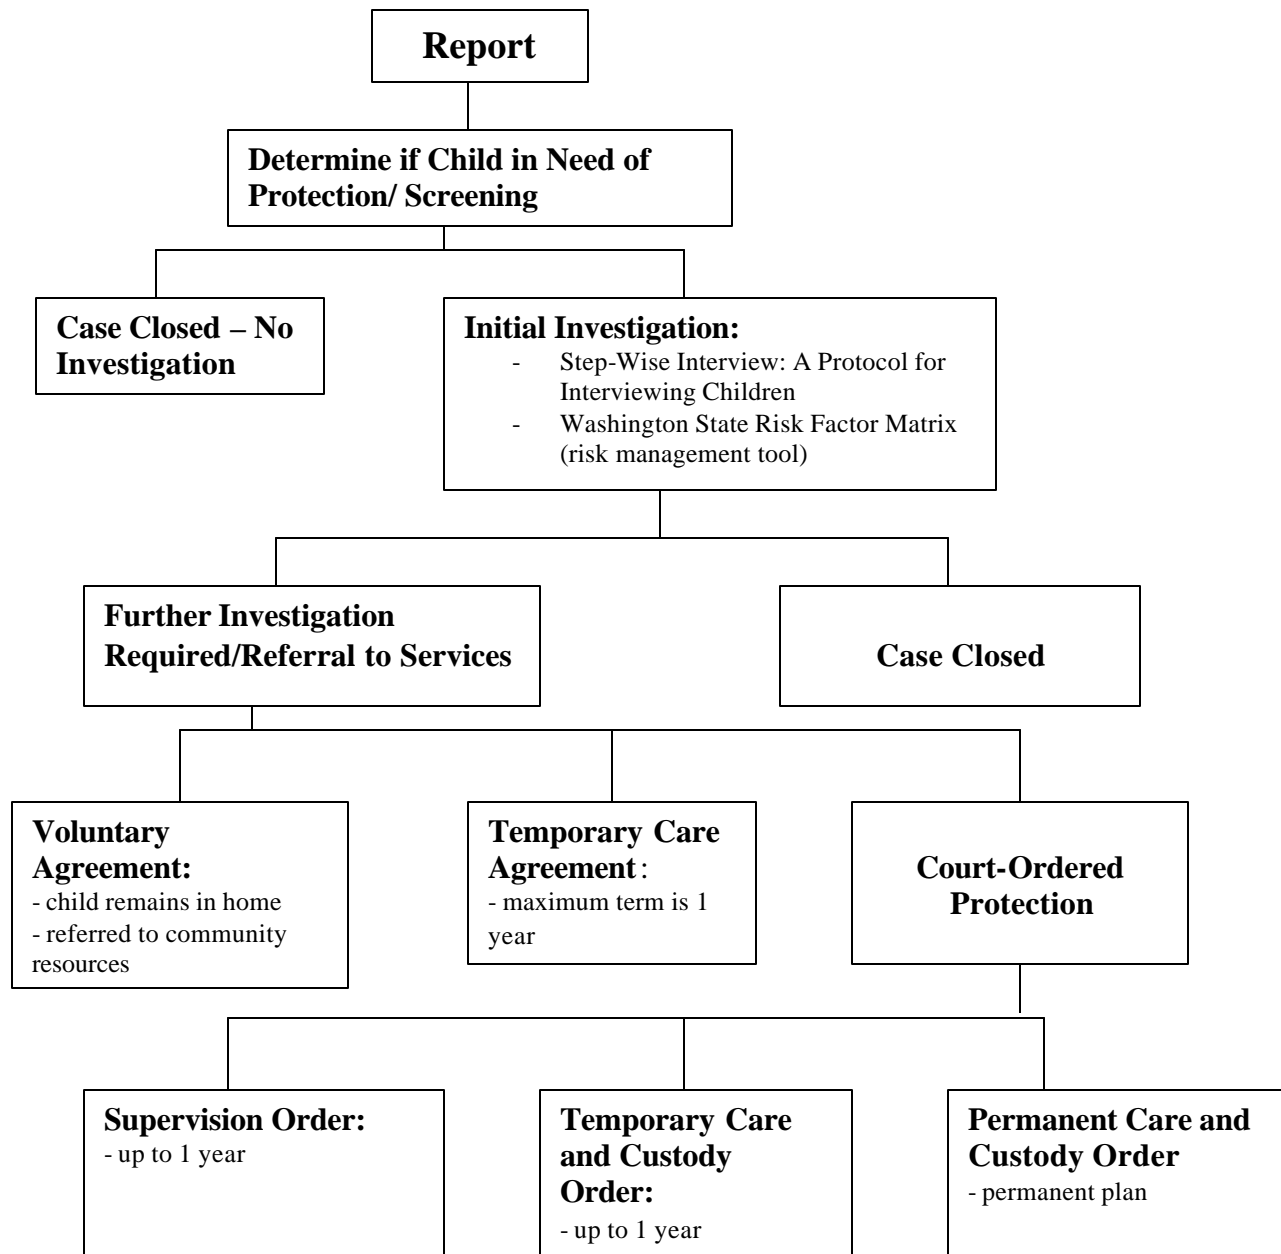 Report
Determine if Child in Need of
Protection/ Screening
Case Closed – No
Investigation
Initial Investigation:
- Step-Wise Interview: A Protocol for
Interviewing Children
- Washington State Risk Factor Matrix
(risk management tool)
Further Investigation
Required/Referral to Services
Case Closed
Voluntary
Agreement:
- child remains in home
- referred to community
resources
Temporary Care
Agreement:
- maximum term is 1
year
Court-Ordered
Protection
Supervision Order:
- up to 1 year
Temporary Care
and Custody
Order:
- up to 1 year
Permanent Care and
Custody Order
- permanent plan